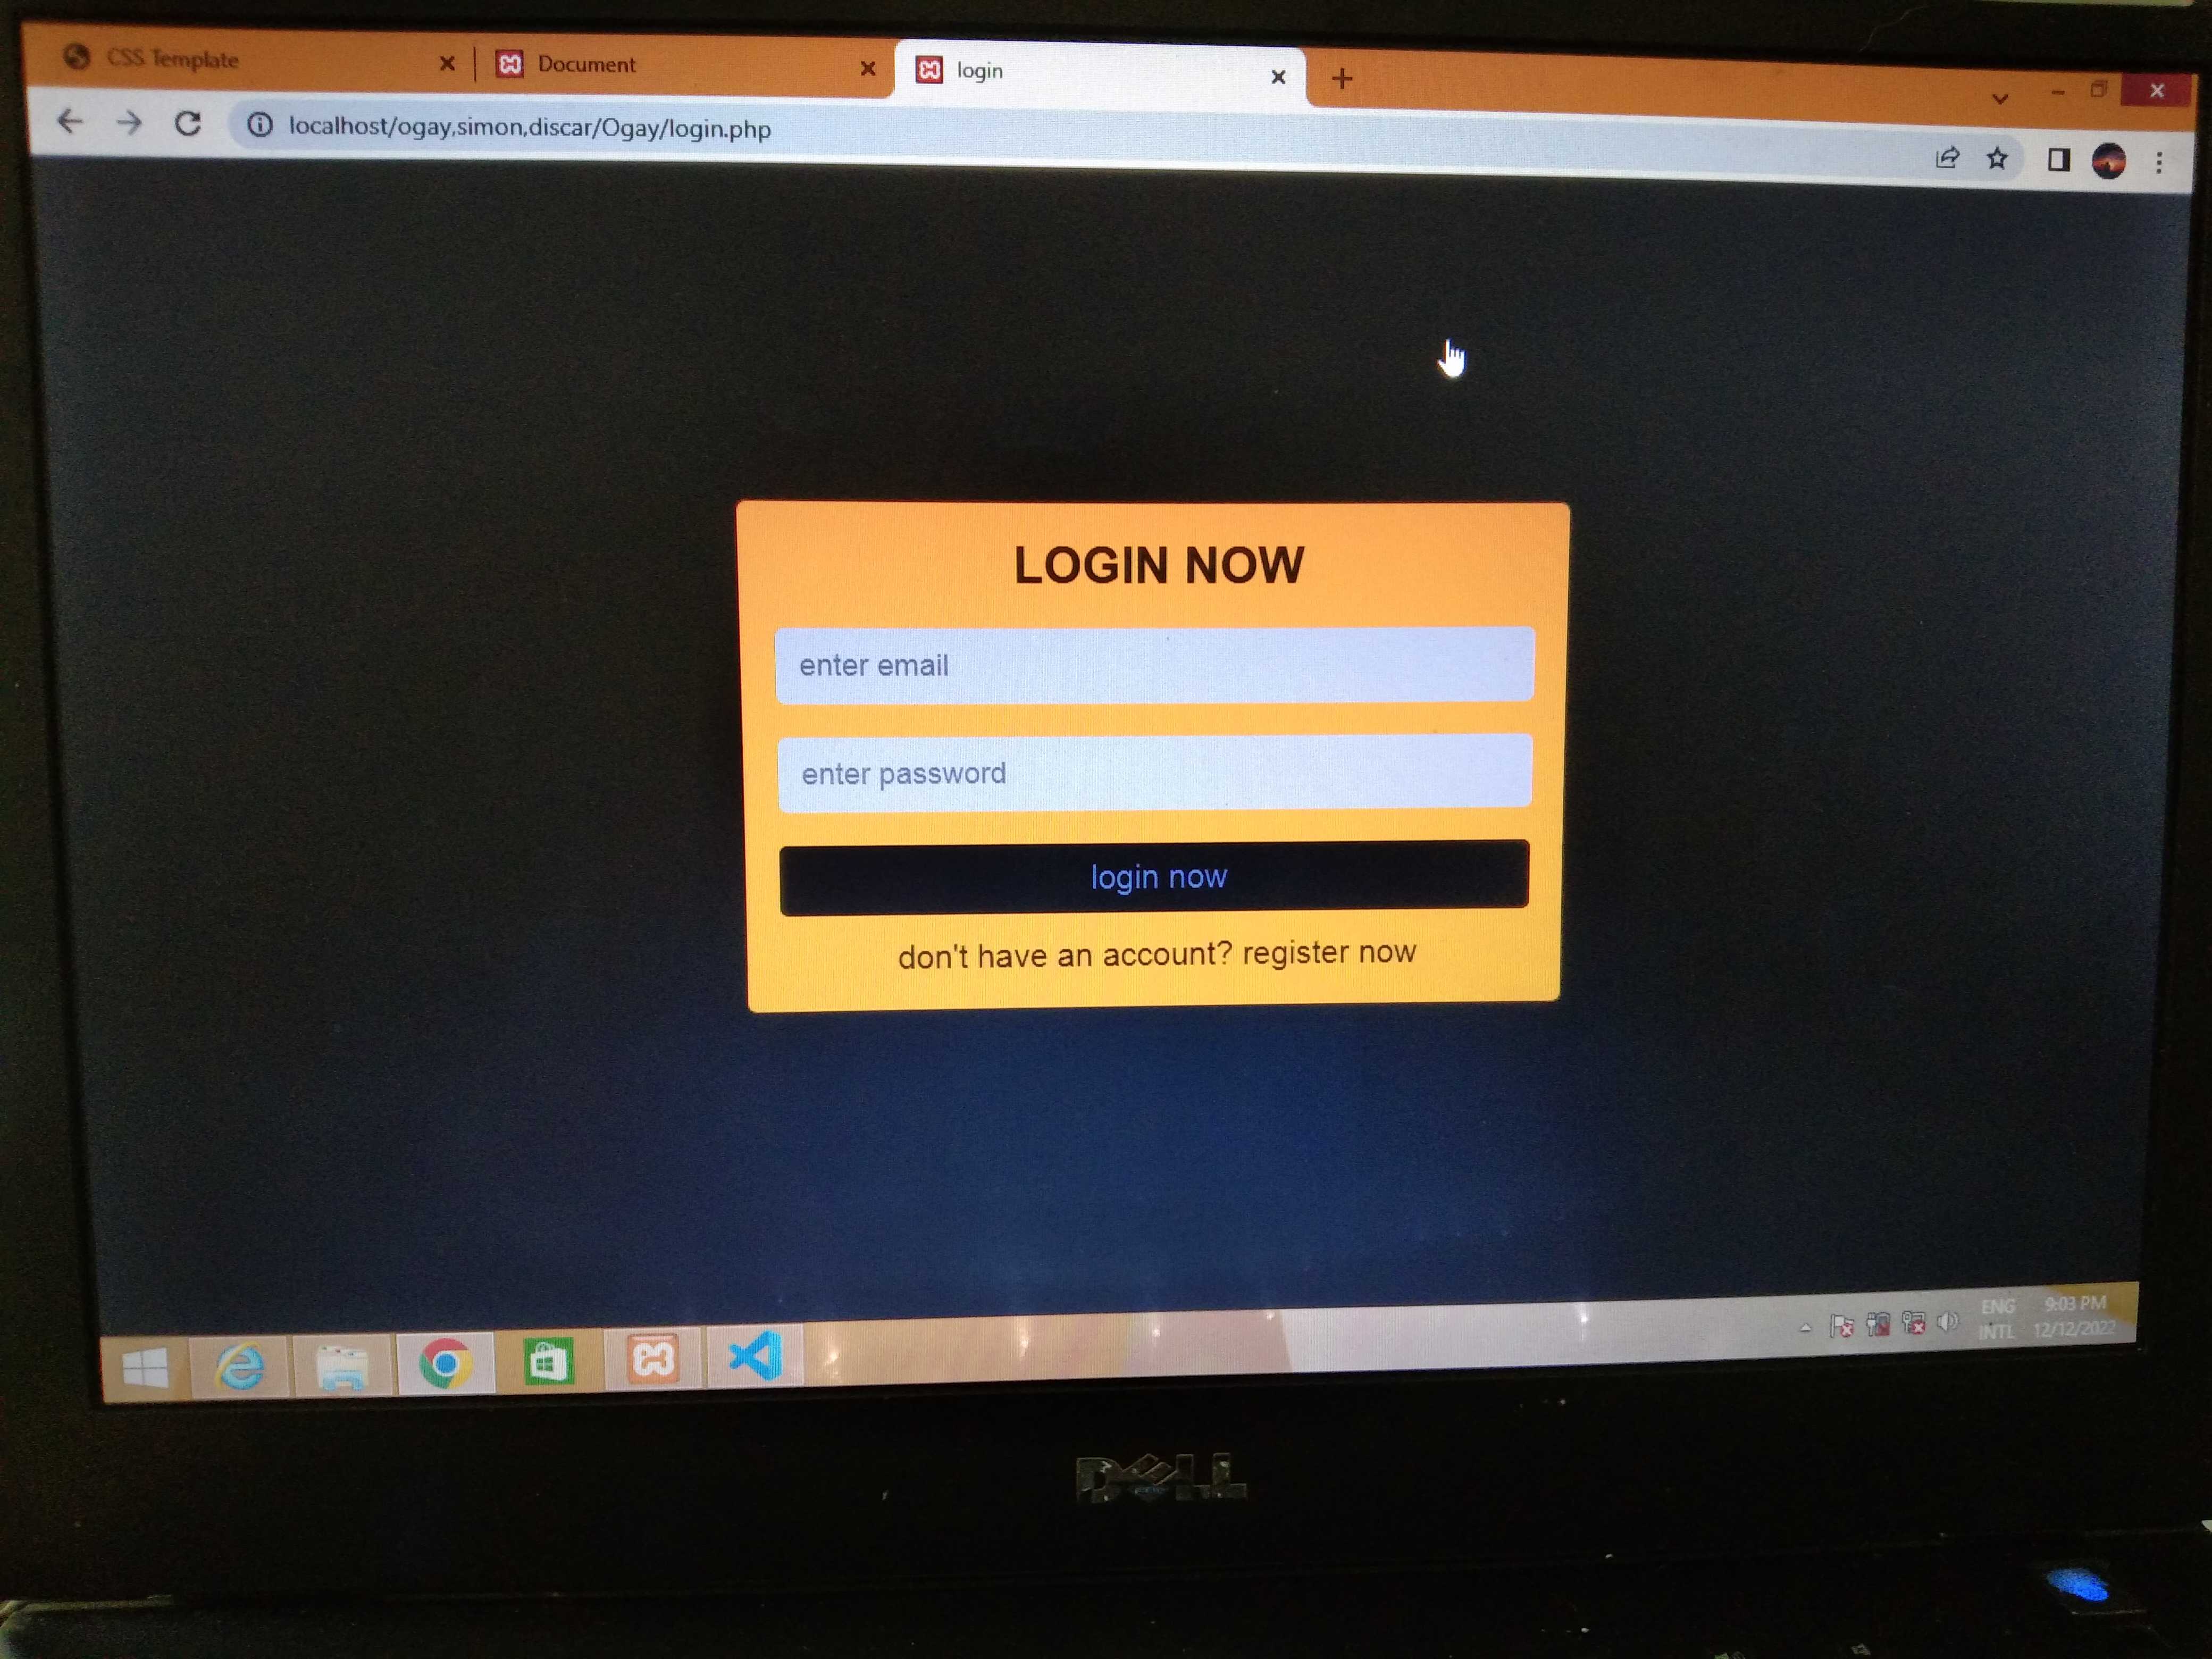 CSS Template
Document
login
localhost/ogay,simon,discar/Ogay/login.php
LOGIN NOW
enter email
enter password
login now
don't have an account? register now
ENG
INTL
9:03 PM
12/12/2022
DELL